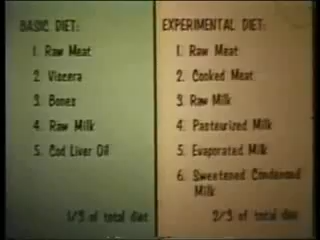 BASIC DIET:
1. Raw Meat
2. Viscera
3. Bones
4. Raw Milk
5. Cod Liver Oil
1/3 of total diet
EXPERIMENTAL DIET:
1. Raw Meat
2. Cooked Meat
3. Raw Milk
4. Pasteurized Milk
5. Evaporated Milk
6. Sweetened Condensed
Milk
2/3 of total diet